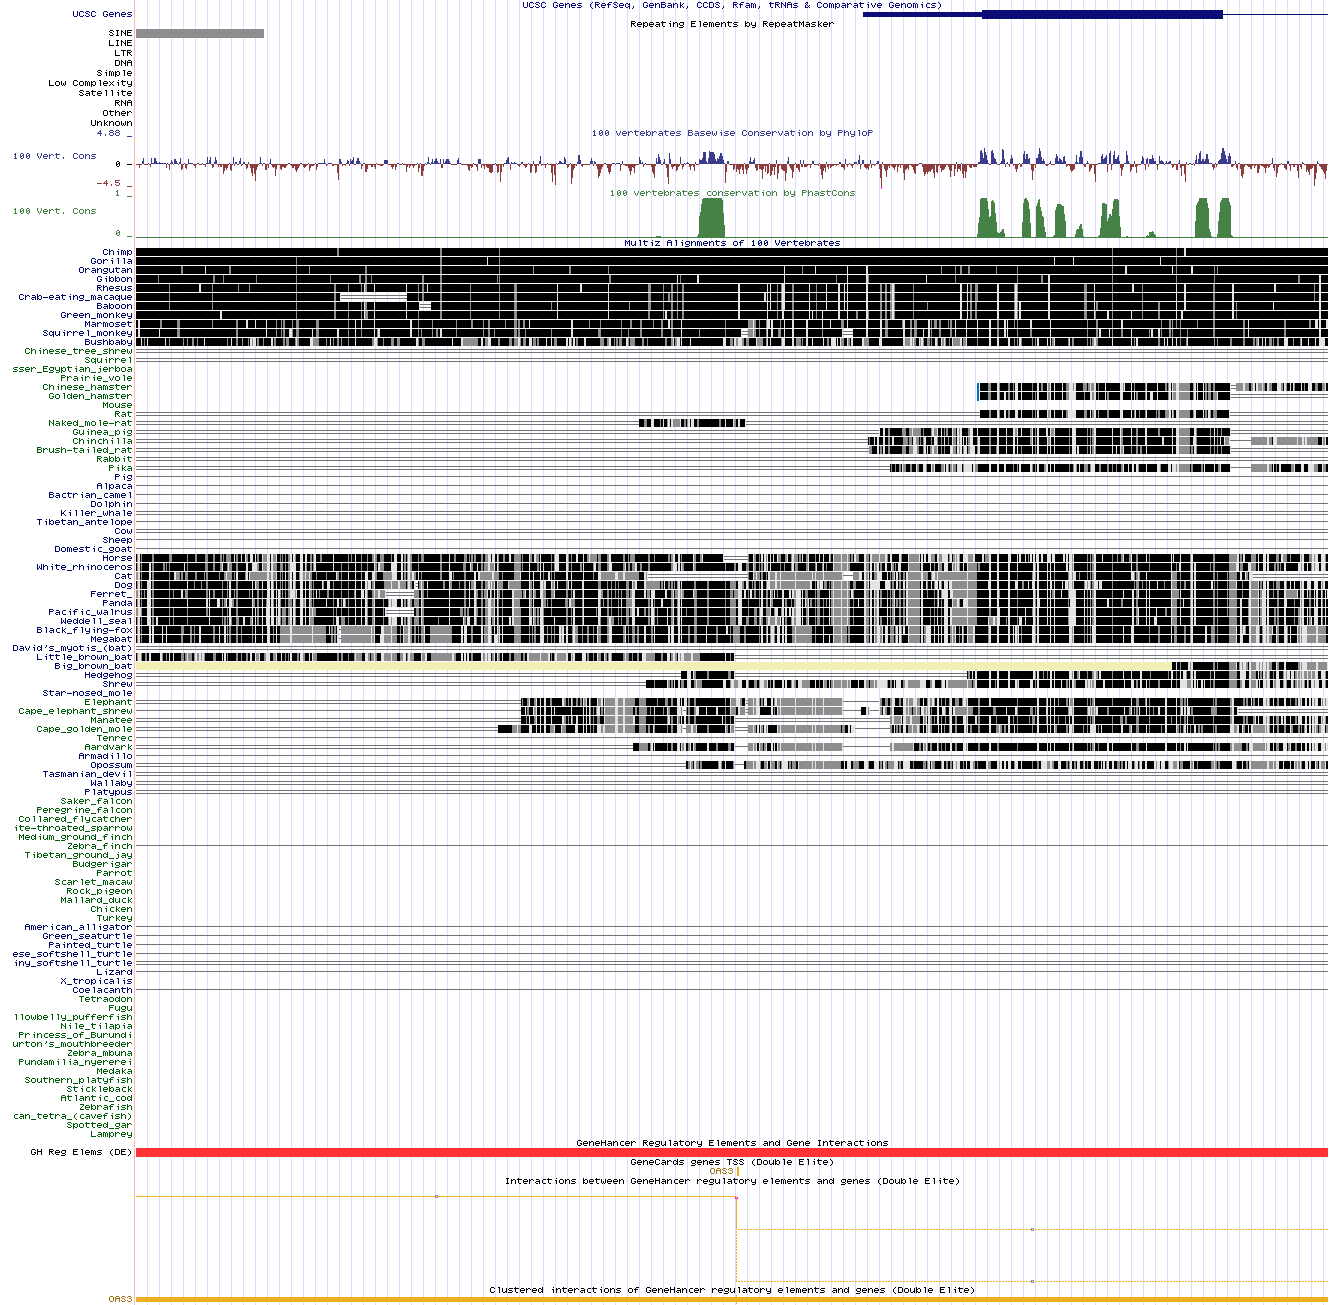 UCSC Genes (RefSeq, GenBank, CCDS, Rfam, tRNAs & Comparative Genomics)
UCSC Genes
Repeating Elements by RepeatMasker
SINE
LINE
LTR
DNA
Simple
Low Complexity
Satellite
RNA
Other
Unknown
4.88 _
100 vertebrates Basewise Conservation by PhyloP
100 Vert. Cons
0 _
-4.5 _
1 _
100 vertebrates conservation by PhastCons
100 Vert. Cons
0 _
Multiz Alignments of 100 Vertebrates
Chimp
Gorilla
Orangutan
Gibbon
Rhesus
Crab-eating_macaque
Baboon
Green_monkey
Marmoset
Squirrel_monkey
Bushbaby
Chinese_tree_shrew
Squirrel
sser_Egyptian_jerboa
Prairie_vole
Chinese_hamster
Golden_hamster
Mouse
Rat
Naked_mole-rat
Guinea_pig
Chinchilla
Brush-tailed_rat
Rabbit
Pika
Pig
Alpaca
Bactrian_camel
Dolphin
Killer_whale
Tibetan_antelope
Cow
Sheep
Domestic_goat
Horse
White_rhinoceros
Cat
Dog
Ferret_
Panda
Pacific_walrus
Weddell_seal
Black_flying-fox
Megabat
David's_myotis_(bat)
Little_brown_bat
Big_brown_bat
Hedgehog
Shrew
Star-nosed_mole
Elephant
Cape_elephant_shrew
Manatee
Cape_golden_mole
Tenrec
Aardvark
Armadillo
Opossum
Tasmanian_devil
Wallaby
Platypus
Saker_falcon
Peregrine_falcon
Collared_flycatcher
ite-throated_sparrow
Medium_ground_finch
Zebra_finch
Tibetan_ground_jay
Budgerigar
Parrot
Scarlet_macaw
Rock_pigeon
Mallard_duck
Chicken
Turkey
American_alligator
Green_seaturtle
Painted_turtle
ese_softshell_turtle
iny_softshell_turtle
Lizard
X_tropicalis
Coelacanth
Tetraodon
Fugu
llowbelly_pufferfish
Nile_tilapia
Princess_of_Burundi
urton's_mouthbreeder
Zebra_mbuna
Pundamilia_nyererei
Medaka
Southern_platyfish
Stickleback
Atlantic_cod
Zebrafish
can_tetra_(cavefish)
Spotted_gar
Lamprey
GeneHancer Regulatory Elements and Gene Interactions
GH Reg Elems (DE)
GeneCards genes TSS (Double Elite)
OAS3
Interactions between GeneHancer regulatory elements and genes (Double Elite)
Clustered interactions of GeneHancer regulatory elements and genes (Double Elite)
OAS3